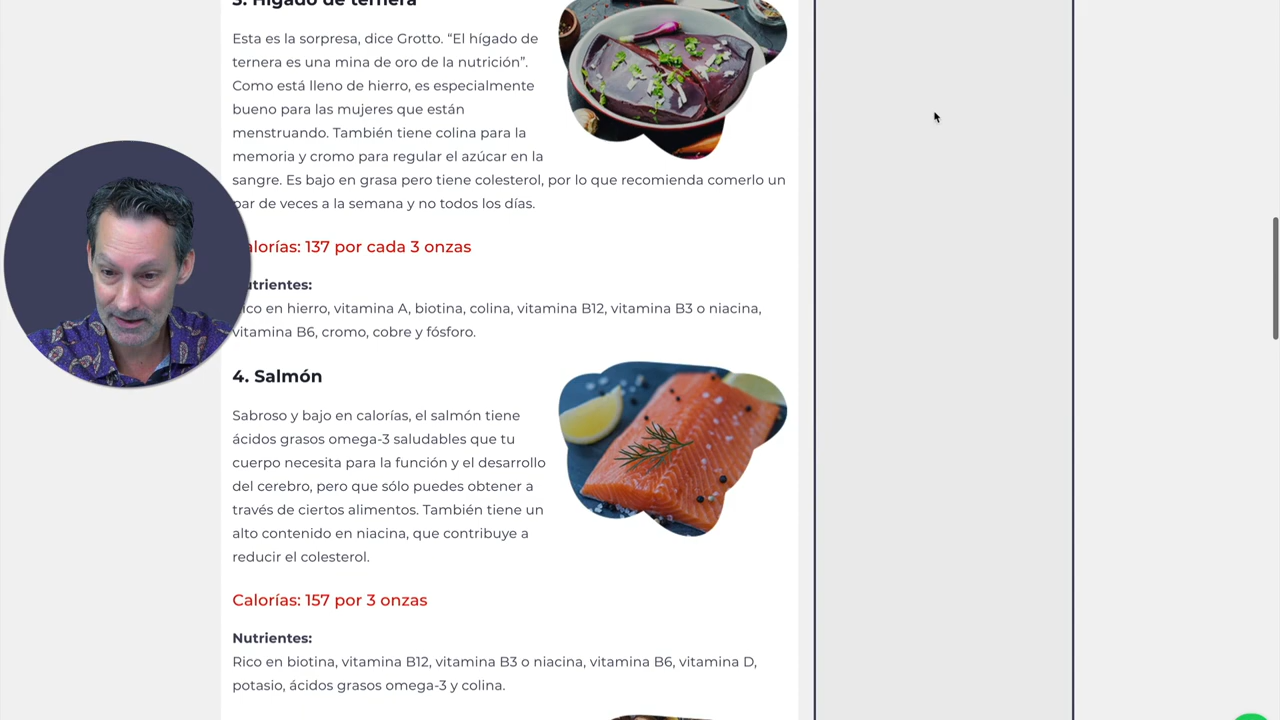 3. Hígado de ternera
Esta es la sorpresa, dice Grotto. “El hígado de
ternera es una mina de oro de la nutrición”.
Como está lleno de hierro, es especialmente
bueno para las mujeres que están
menstruando. También tiene colina para la
memoria y cromo para regular el azúcar en la
sangre. Es bajo en grasa pero tiene colesterol, por lo que recomienda comerlo un
par de veces a la semana y no todos los días.
alorías: 137 por cada 3 onzas
utrientes:
ico en hierro, vitamina A, biotina, colina, vitamina B12, vitamina B3 o niacina,
vitamina B6, cromo, cobre y fósforo.
4. Salmón
Sabroso y bajo en calorías, el salmón tiene
ácidos grasos omega-3 saludables que tu
cuerpo necesita para la función y el desarrollo
del cerebro, pero que sólo puedes obtener a
través de ciertos alimentos. También tiene un
alto contenido en niacina, que contribuye a
reducir el colesterol.
Calorías: 157 por 3 onzas
Nutrientes:
Rico en biotina, vitamina B12, vitamina B3 o niacina, vitamina B6, vitamina D,
potasio, ácidos grasos omega-3 y colina.